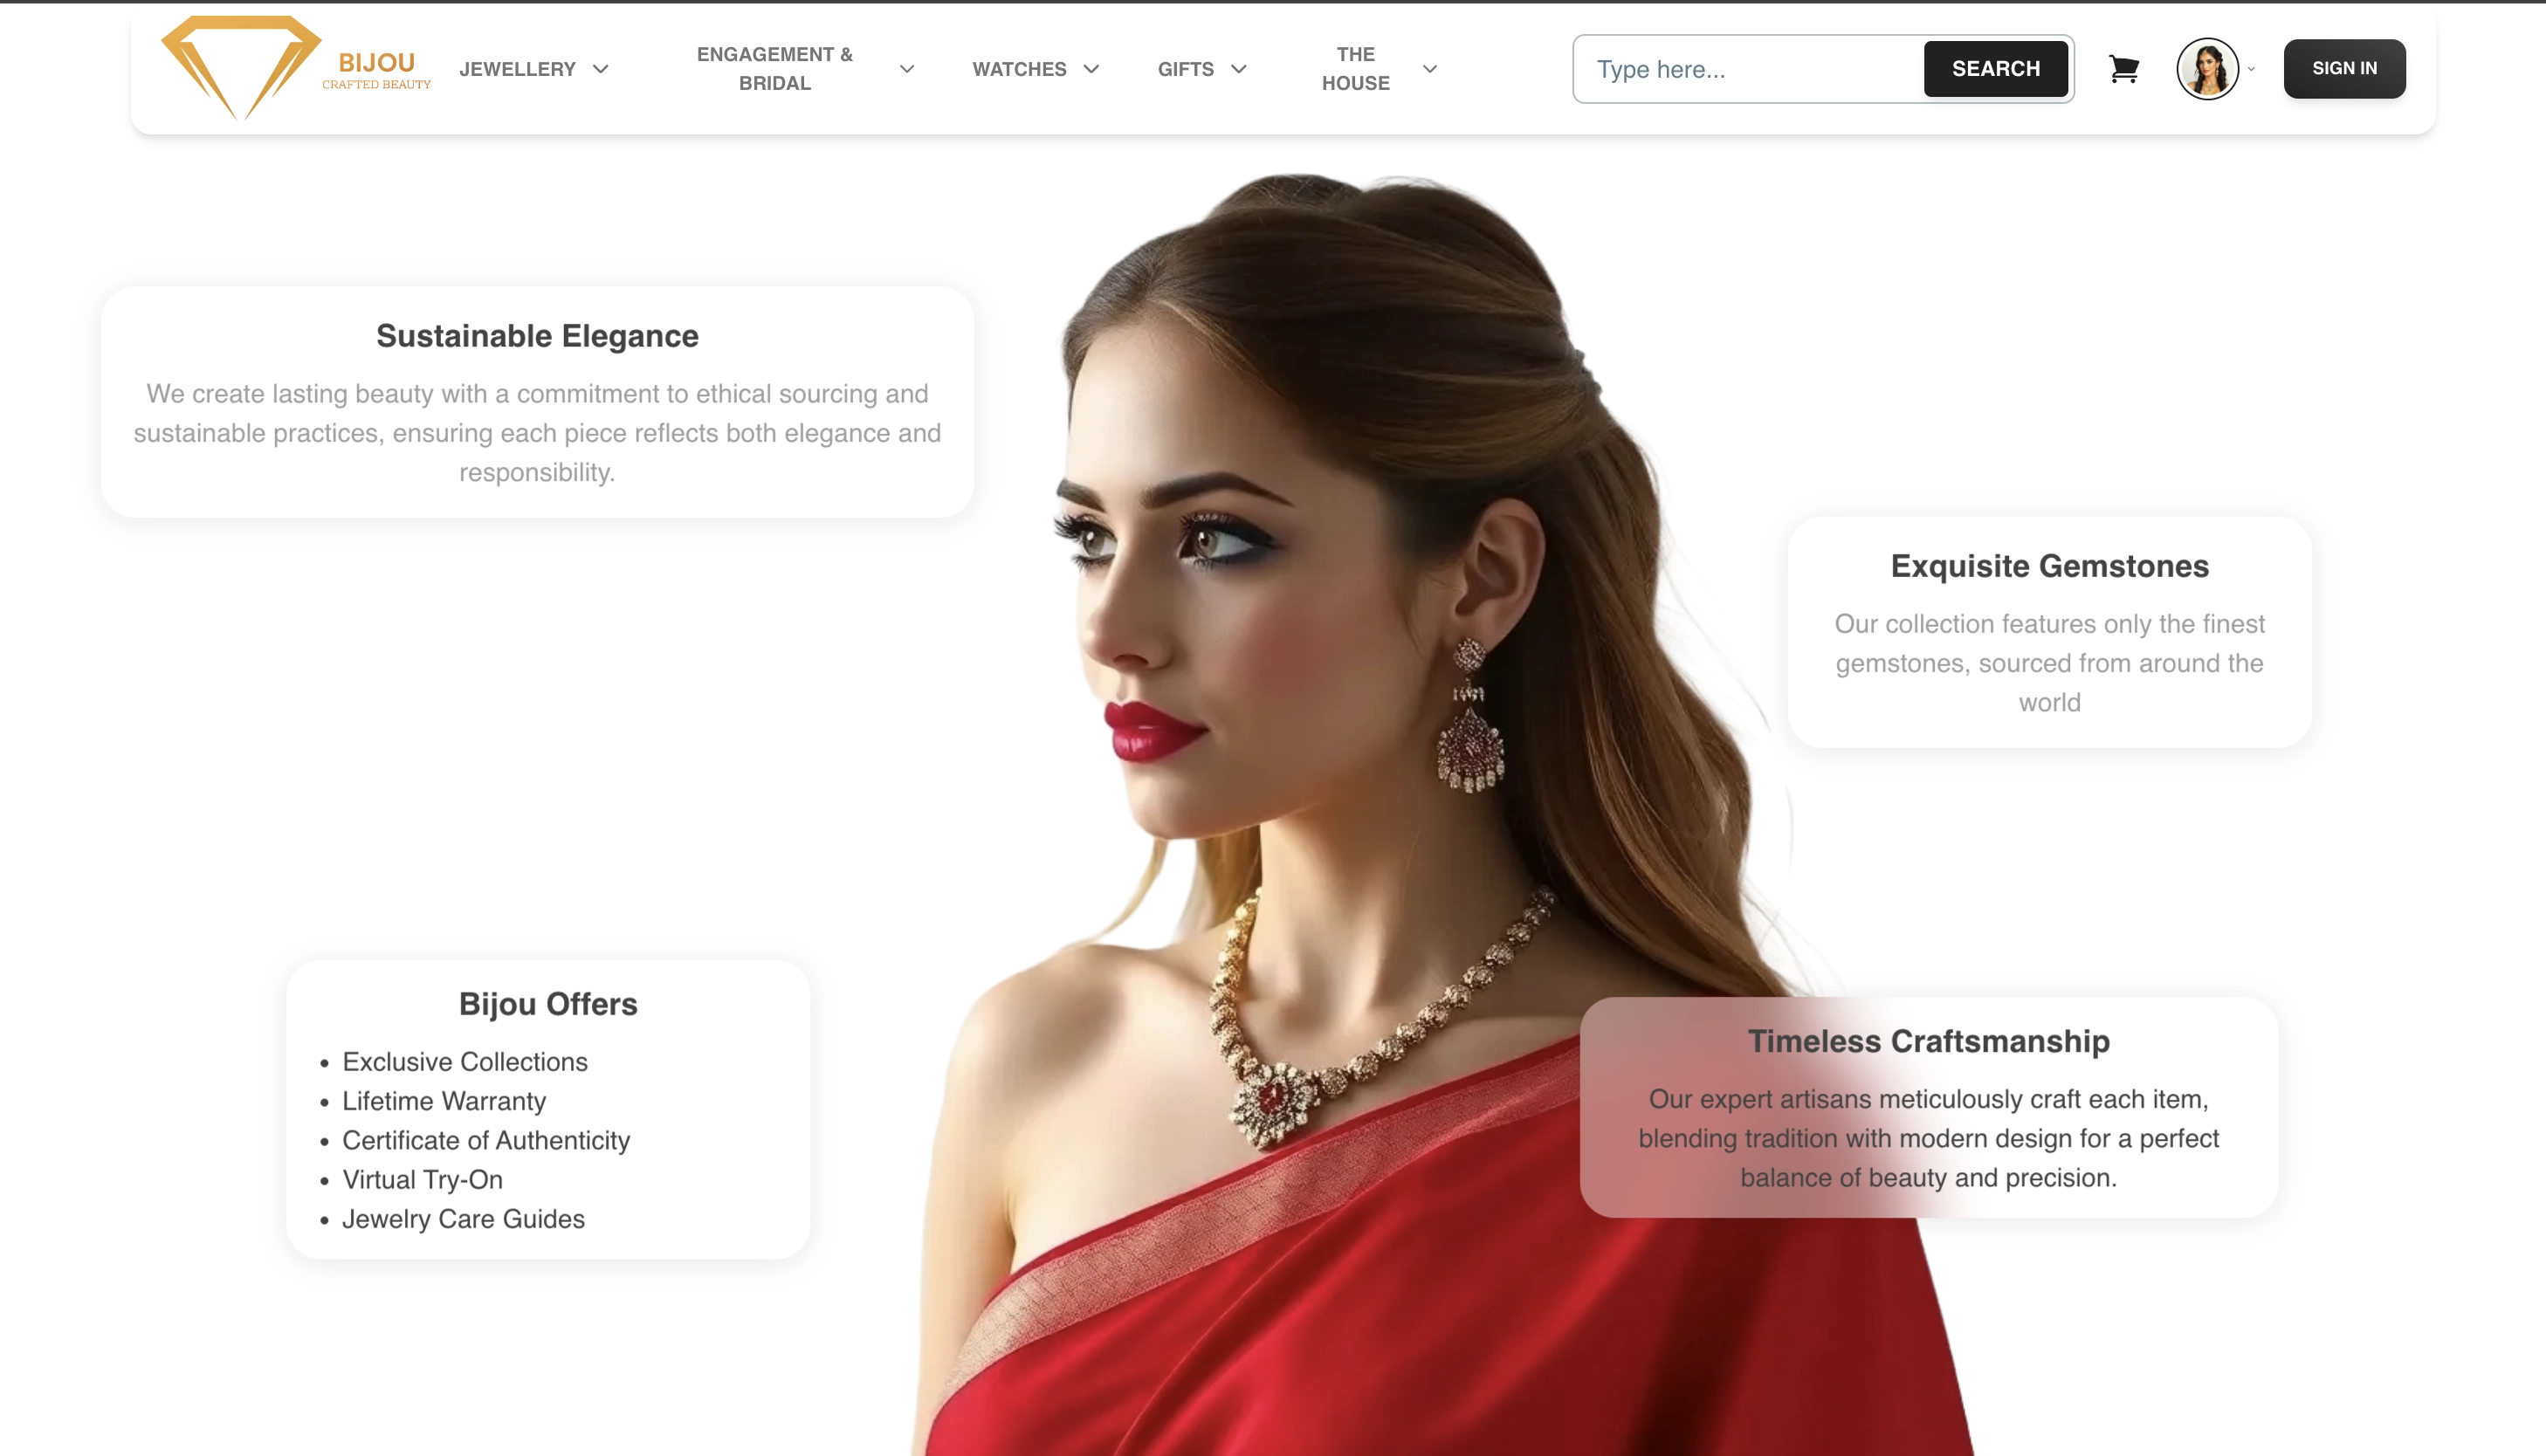 BIJOU
CRAFTED BEAUTY
JEWELLERY
ENGAGEMENT &
BRIDAL
WATCHES
GIFTS
THE
HOUSE
Type here...
SEARCH
SIGN IN
Sustainable Elegance
We create lasting beauty with a commitment to ethical sourcing and
sustainable practices, ensuring each piece reflects both elegance and
responsibility.
Exquisite Gemstones
Our collection features only the finest
gemstones, sourced from around the
world
Bijou Offers
• Exclusive Collections
• Lifetime Warranty
• Certificate of Authenticity
• Virtual Try-On
• Jewelry Care Guides
Timeless Craftsmanship
Our expert artisans meticulously craft each item,
blending tradition with modern design for a perfect
balance of beauty and precision.